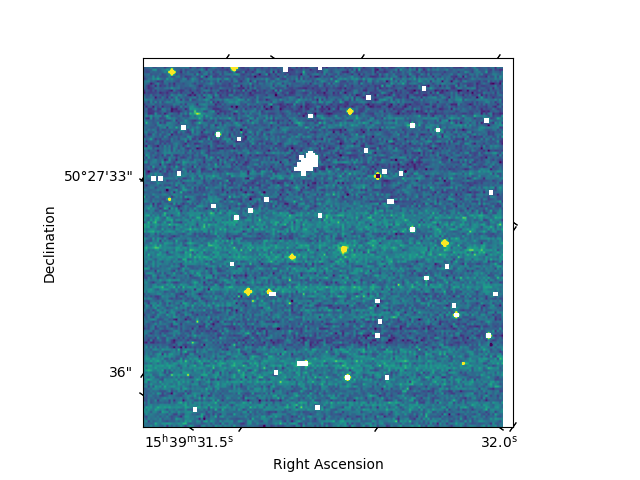 50°27'33"
Declination
36"
15ʰ39ᵐ31.5ˢ
32.0ˢ
Right Ascension